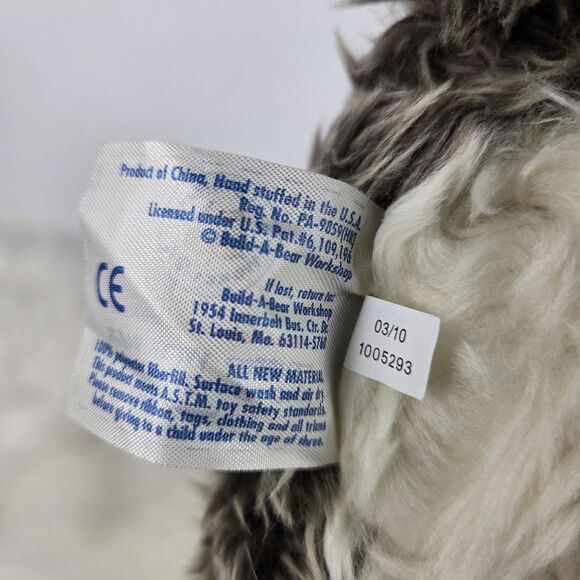 Product of China, Hand stuffed in the U.S.A.
Reg. No. PA-9859(HK)
Licensed under U.S. Pat.#6,109,196
© Build-A-Bear Workshop
CE
If lost, return to:
Build-A-Bear Workshop
1954 Innerbelt Bus. Ctr. Dr.
St. Louis, Mo. 63114-5760
ALL NEW MATERIAL
100% fiberfill. Surface wash and air dry.
This product meets A.S.T.M. toy safety standards.
Please remove ribbon, tags, clothing and all trims
before giving to a child under the age of three.
03/10
1005293